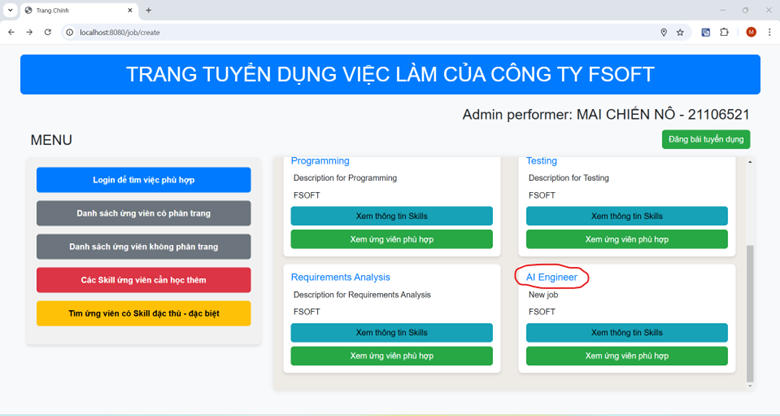 Trang Chính
localhost:8080/job/create
M
TRANG TUYỂN DỤNG VIỆC LÀM CỦA CÔNG TY FSOFT
Admin performer: MAI CHIẾN NÔ - 21106521
MENU
Đăng bài tuyển dụng
Login để tìm việc phù hợp
Danh sách ứng viên có phân trang
Danh sách ứng viên không phân trang
Các Skill ứng viên cần học thêm
Tìm ứng viên có Skill đặc thù - đặc biệt
Programming
Description for Programming
FSOFT
Xem thông tin Skills
Xem ứng viên phù hợp
Testing
Description for Testing
FSOFT
Xem thông tin Skills
Xem ứng viên phù hợp
Requirements Analysis
Description for Requirements Analysis
FSOFT
Xem thông tin Skills
Xem ứng viên phù hợp
AI Engineer
New job
FSOFT
Xem thông tin Skills
Xem ứng viên phù hợp